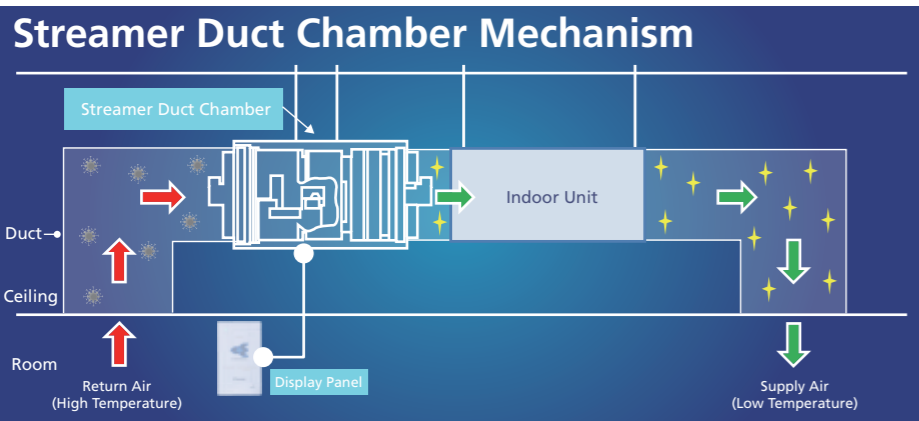 Streamer Duct Chamber Mechanism
Streamer Duct Chamber
Indoor Unit
Duct
Ceiling
Room
Return Air
(High Temperature)
Display Panel
Supply Air
(Low Temperature)